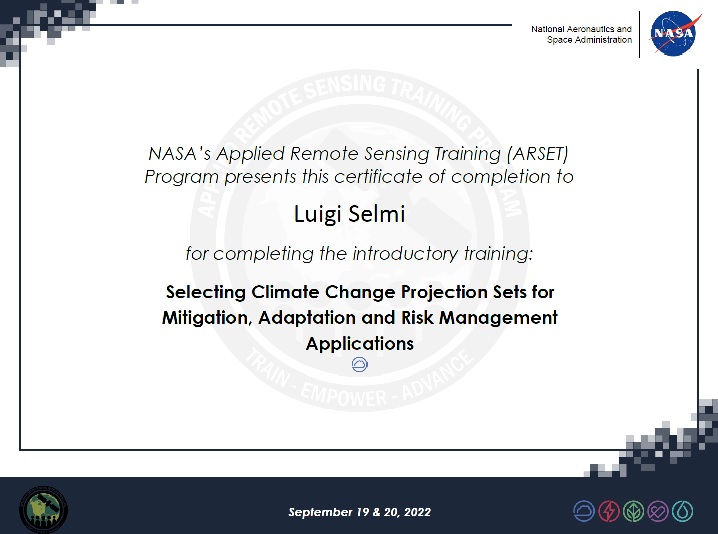 National Aeronautics and
Space Administration
NASA
APPLIED REMOTE SENSING TRAINING PROGRAM
NASA's Applied Remote Sensing Training (ARSET)
Program presents this certificate of completion to
Luigi Selmi
for completing the introductory training:
Selecting Climate Change Projection Sets for
Mitigation, Adaptation and Risk Management
Applications
TRAIN - EMPOWER - ADVANCE
September 19 & 20, 2022